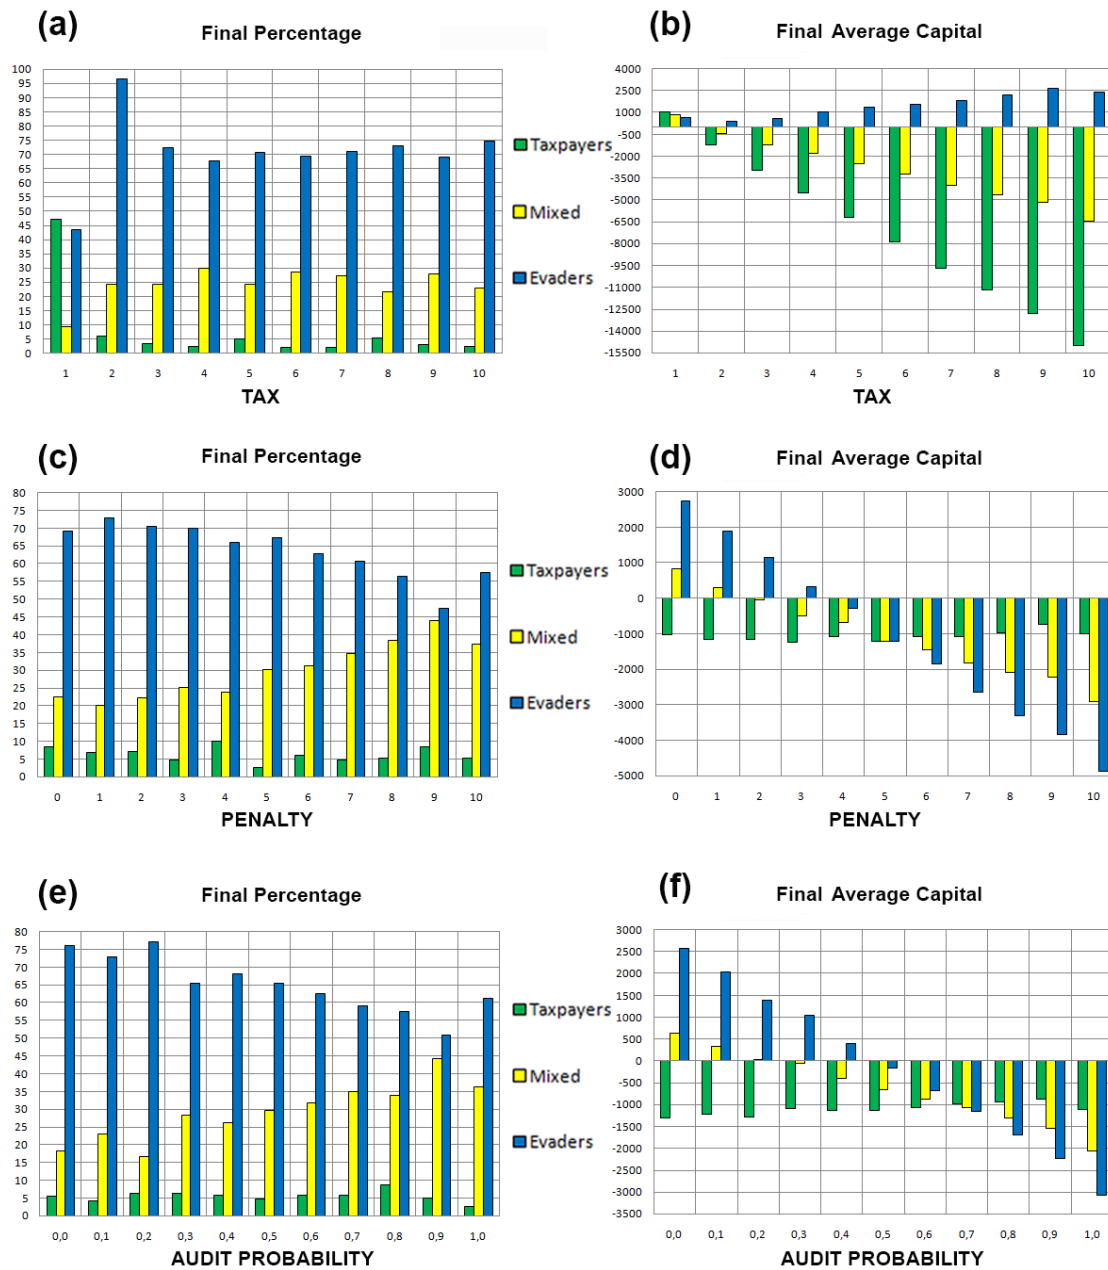 (a)
Final Percentage
100
95
90
85
80
75
70
65
60
55
50
45
40
35
30
25
20
15
10
5
0
1 2 3 4 5 6 7 8 9 10
TAX
Taxpayers
Mixed
Evaders
(b)
Final Average Capital
4000
2500
1000
-500
-2000
-3500
-5000
-6500
-8000
-9500
-11000
-12500
-14000
-15500
1 2 3 4 5 6 7 8 9 10
TAX
(c)
Final Percentage
80
75
70
65
60
55
50
45
40
35
30
25
20
15
10
5
0
0 1 2 3 4 5 6 7 8 9 10
PENALTY
Taxpayers
Mixed
Evaders
(d)
Final Average Capital
3000
2000
1000
0
-1000
-2000
-3000
-4000
-5000
0 1 2 3 4 5 6 7 8 9 10
PENALTY
(e)
Final Percentage
80
75
70
65
60
55
50
45
40
35
30
25
20
15
10
5
0
0,0 0,1 0,2 0,3 0,4 0,5 0,6 0,7 0,8 0,9 1,0
AUDIT PROBABILITY
Taxpayers
Mixed
Evaders
(f)
Final Average Capital
3000
2500
2000
1500
1000
500
0
-500
-1000
-1500
-2000
-2500
-3000
-3500
0,0 0,1 0,2 0,3 0,4 0,5 0,6 0,7 0,8 0,9 1,0
AUDIT PROBABILITY